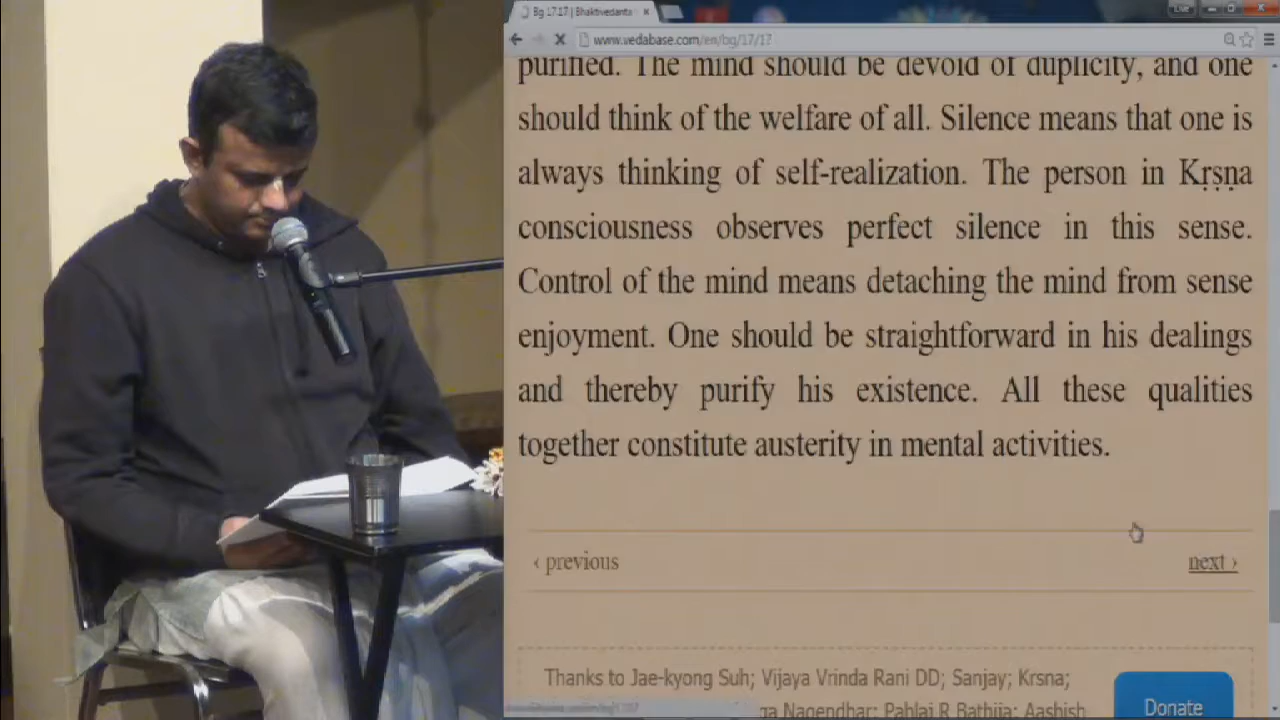 Bg 17.17 | Bhaktivedanta
Live
www.vedabase.com/en/bg/17/17
purified. The mind should be devoid of duplicity, and one
should think of the welfare of all. Silence means that one is
always thinking of self-realization. The person in Kṛṣṇa
consciousness observes perfect silence in this sense.
Control of the mind means detaching the mind from sense
enjoyment. One should be straightforward in his dealings
and thereby purify his existence. All these qualities
together constitute austerity in mental activities.
‹ previous
next ›
Thanks to Jae-kyong Suh; Vijaya Vrinda Rani DD; Sanjay; Krsna;
Nagendhar; Pahlaj R Bathija; Aashish
Donate